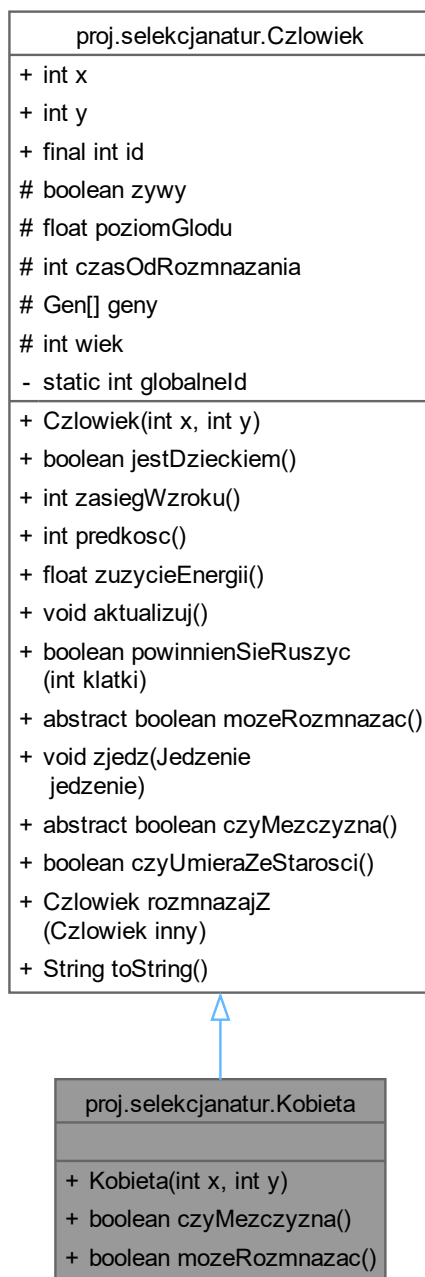 proj.selekcjanatur.Czlowiek
+ int x
+ int y
+ final int id
# boolean zywy
# float poziomGlodu
# int czasOdRozmnazania
# Gen[] geny
# int wiek
- static int globalneId
+ Czlowiek(int x, int y)
+ boolean jestDzieckiem()
+ int zasiegWzroku()
+ int predkosc()
+ float zuzycieEnergii()
+ void aktualizuj()
+ boolean powinnienSieRuszyc
(int klatki)
+ abstract boolean mozeRozmnazac()
+ void zjedz(Jedzenie
jedzenie)
+ abstract boolean czyMezczyzna()
+ boolean czyUmieraZeStarosci()
+ Czlowiek rozmnazajZ
(Czlowiek inny)
+ String toString()
proj.selekcjanatur.Kobieta
+ Kobieta(int x, int y)
+ boolean czyMezczyzna()
+ boolean mozeRozmnazac()